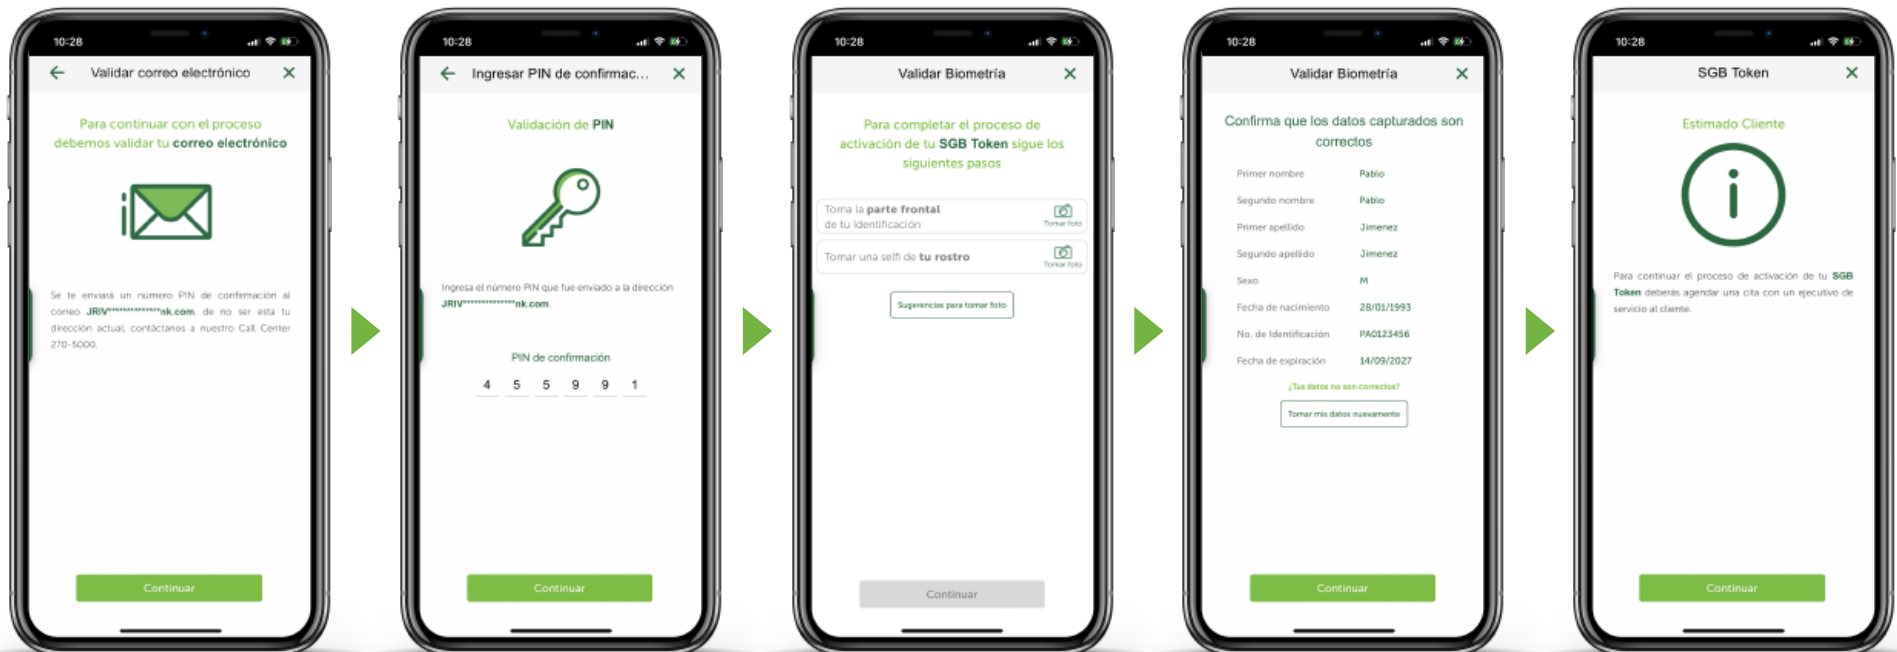 10:28
Validar correo electrónico
Para continuar con el proceso
debemos validar tu correo electrónico
Se te enviará un número PIN de confirmación al
correo JRIV***************nk.com, de no ser esta tu
dirección actual, contáctanos a nuestro Call Center
270-5000.
Continuar
10:28
Ingresar PIN de confirmac...
Validación de PIN
Ingresa el número PIN que fue enviado a la dirección
JRIV***************nk.com.
PIN de confirmación
4 5 5 9 9 1
Continuar
10:28
Validar Biometría
Para completar el proceso de
activación de tu SGB Token sigue los
siguientes pasos
Toma la parte frontal
de tu Identificación
Tomar foto
Tomar una selfi de tu rostro
Tomar foto
Sugerencias para tomar foto
Continuar
10:28
Validar Biometría
Confirma que los datos capturados son
correctos
Primer nombre Pablo
Segundo nombre Pablo
Primer apellido Jimenez
Segundo apellido Jimenez
Sexo M
Fecha de nacimiento 28/01/1993
No. de Identificación PA0123456
Fecha de expiración 14/09/2027
¿Tus datos no son correctos?
Tomar mis datos nuevamente
Continuar
10:28
SGB Token
Estimado Cliente
Para continuar el proceso de activación de tu SGB
Token deberás agendar una cita con un ejecutivo de
servicio al cliente.
Continuar